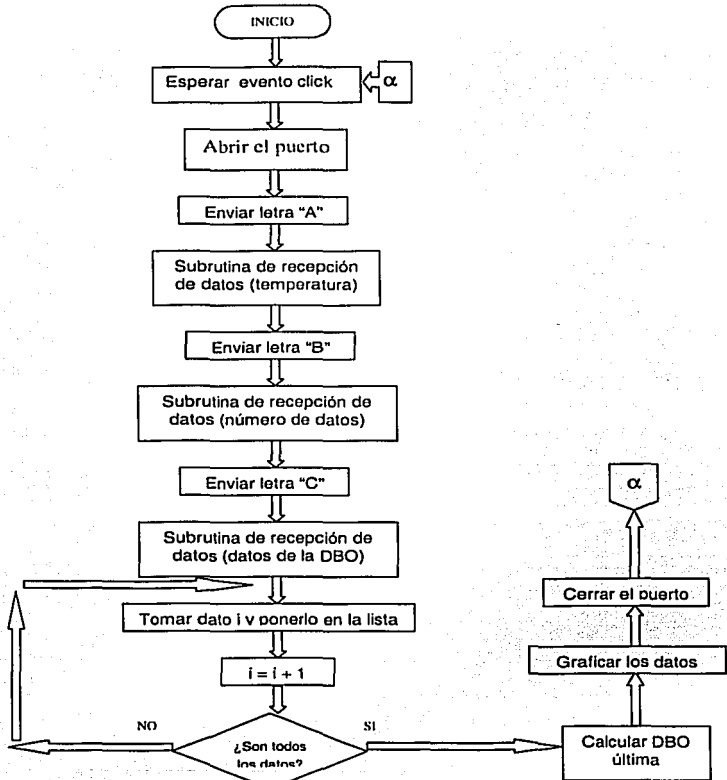 INICIO
Esperar evento click
α
Abrir el puerto
Enviar letra "A"
Subrutina de recepción
de datos (temperatura)
Enviar letra "B"
Subrutina de recepción de
datos (número de datos)
Enviar letra "C"
Subrutina de recepción de
datos (datos de la DBO)
Tomar dato i y ponerlo en la lista
i = i + 1
¿Son todos
los datos?
NO
SI
Calcular DBO
última
Graficar los datos
Cerrar el puerto
α